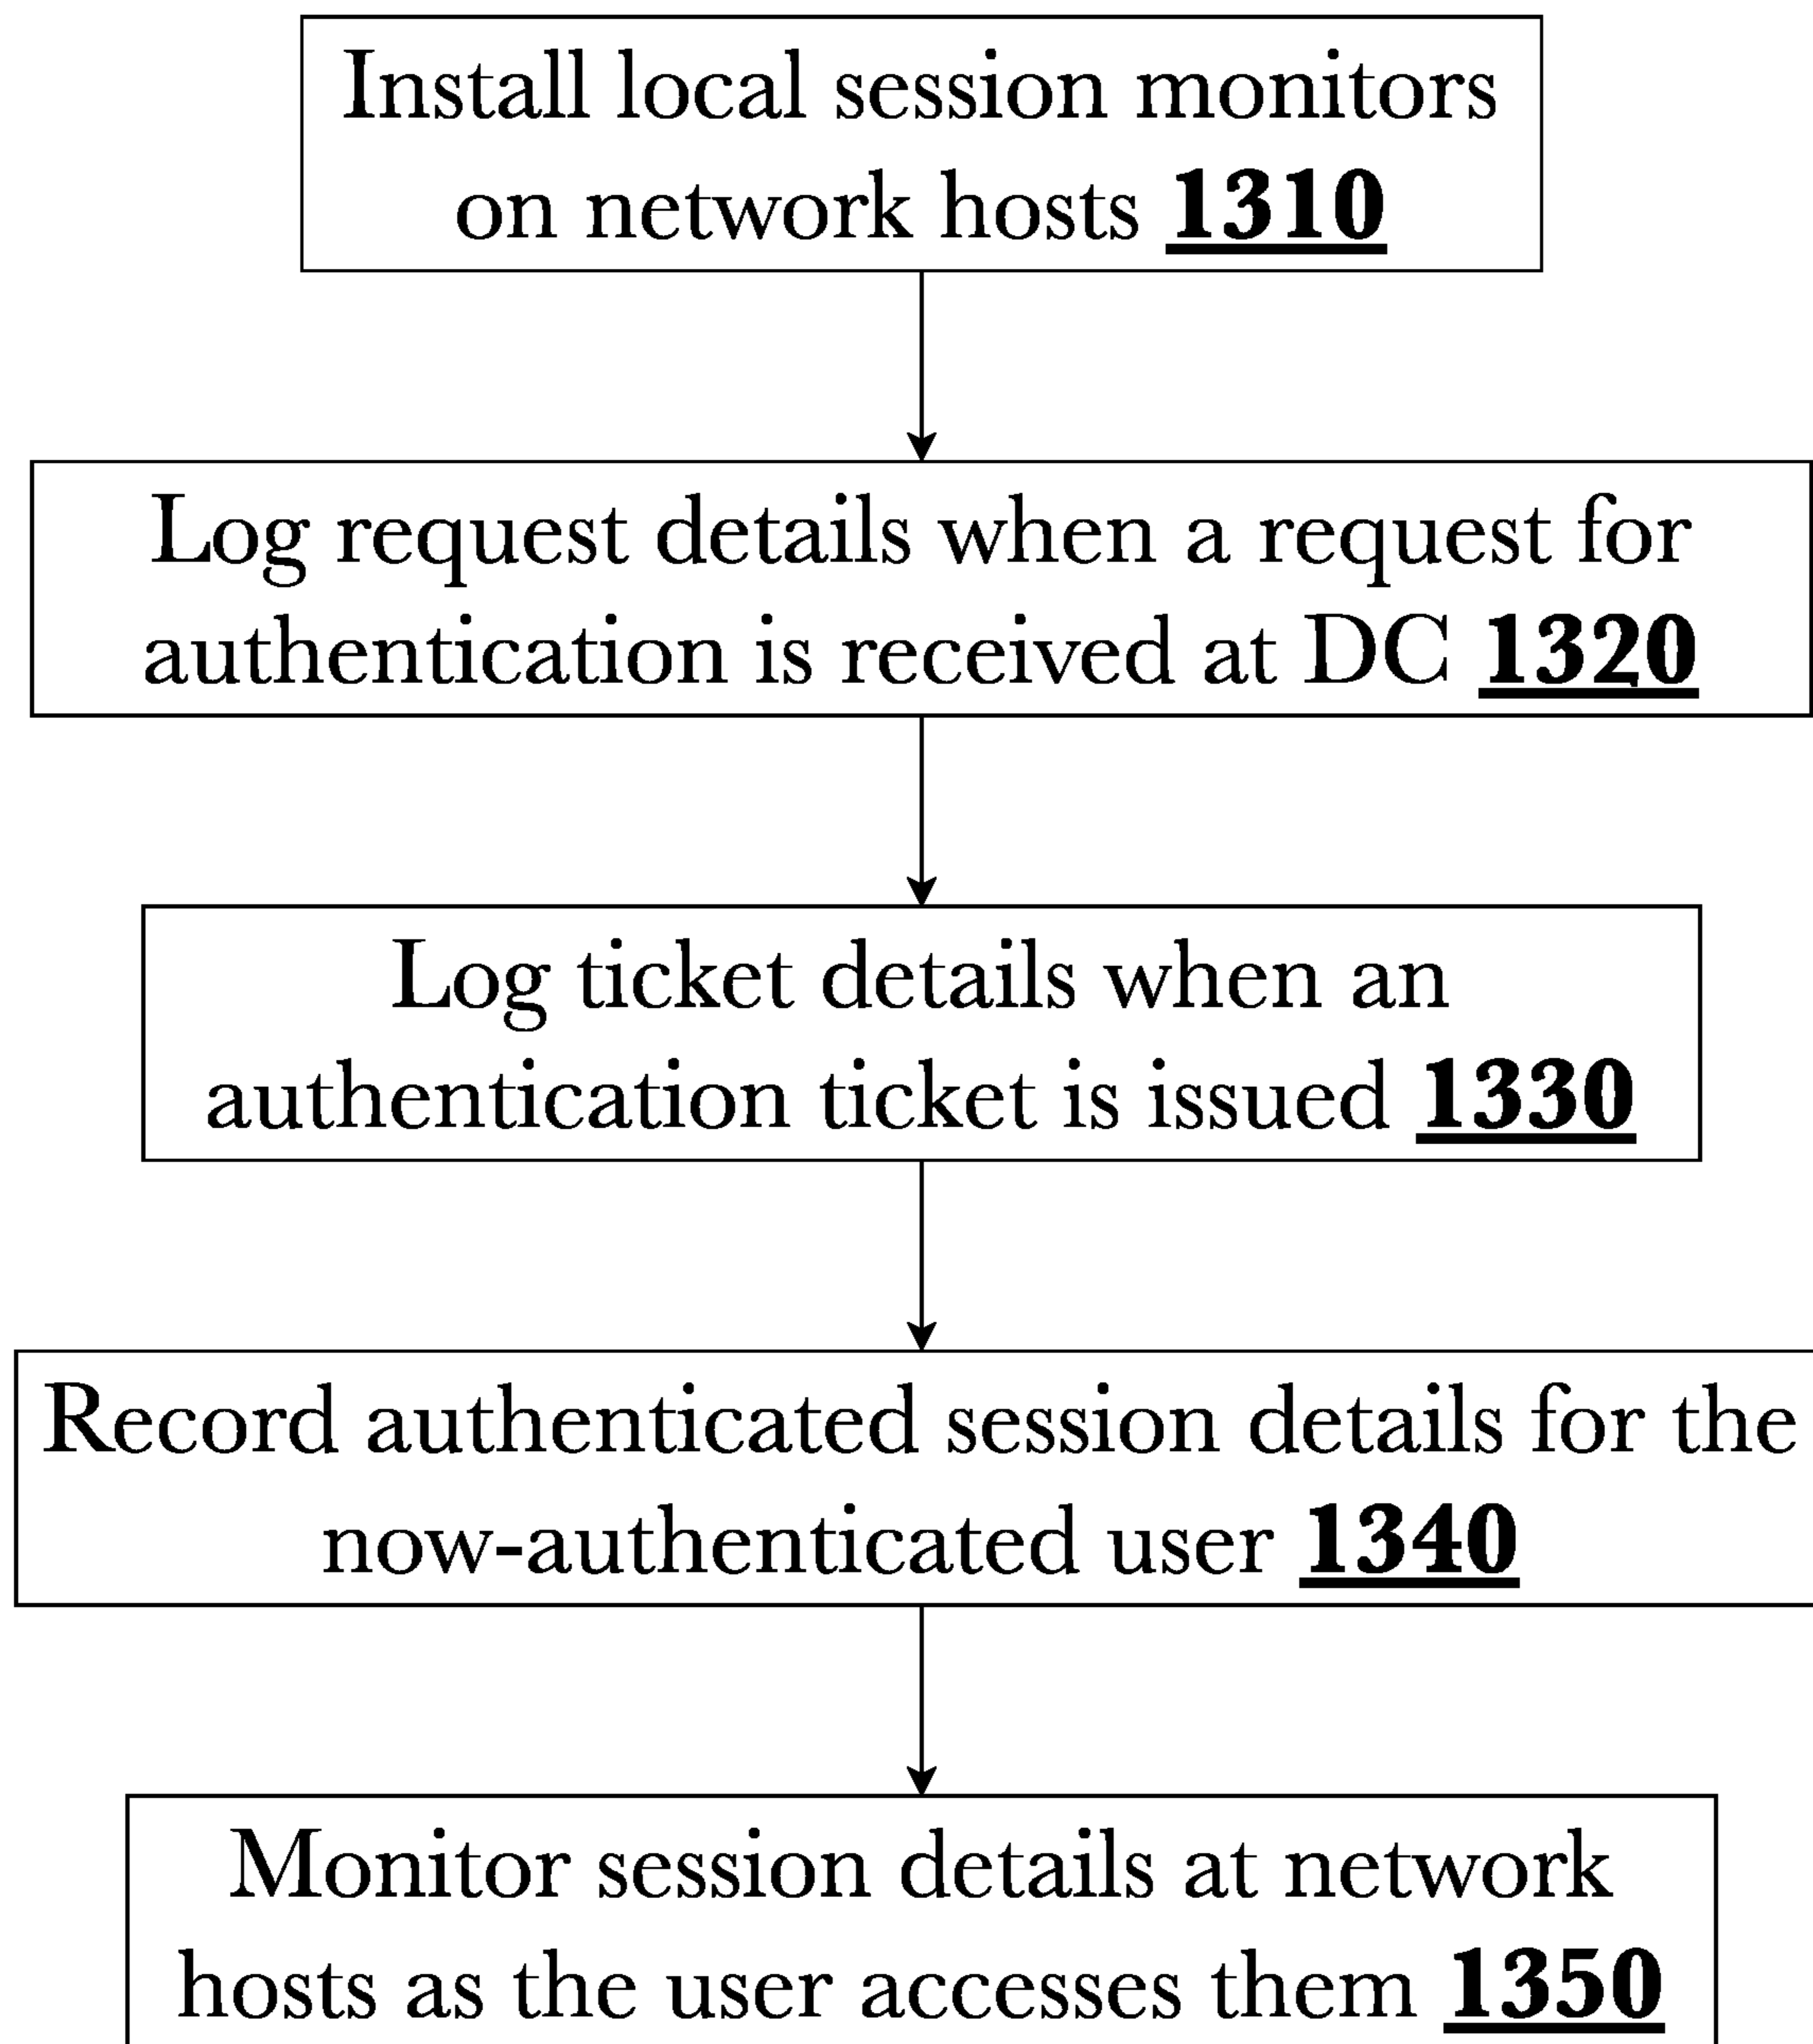 Install local session monitors
on network hosts 1310
Log request details when a request for
authentication is received at DC 1320
Log ticket details when an
authentication ticket is issued 1330
Record authenticated session details for the
now-authenticated user 1340
Monitor session details at network
hosts as the user accesses them 1350